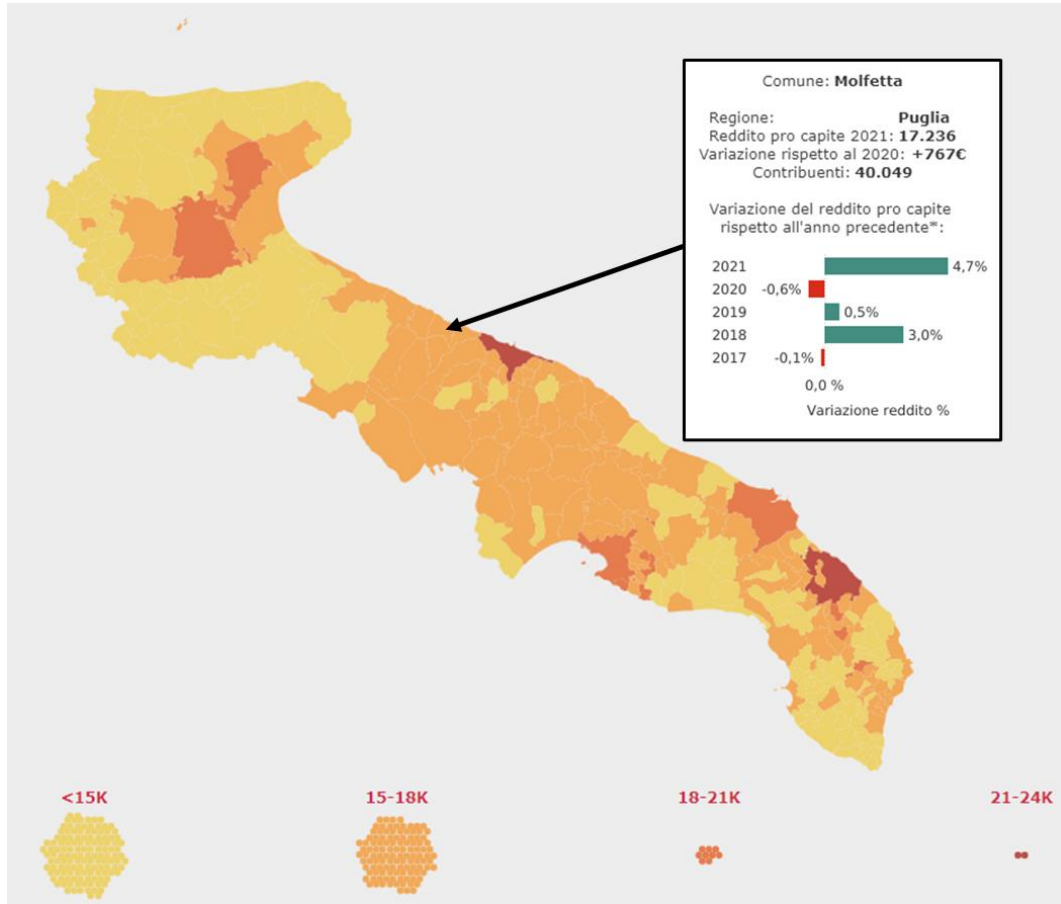 Comune: Molfetta
Regione: Puglia
Reddito pro capite 2021: 17.236
Variazione rispetto al 2020: +767€
Contribuenti: 40.049
Variazione del reddito pro capite
rispetto all'anno precedente*:
2021 4,7%
2020 -0,6%
2019 0,5%
2018 3,0%
2017 -0,1%
0,0 %
Variazione reddito %
<15K 15-18K 18-21K 21-24K